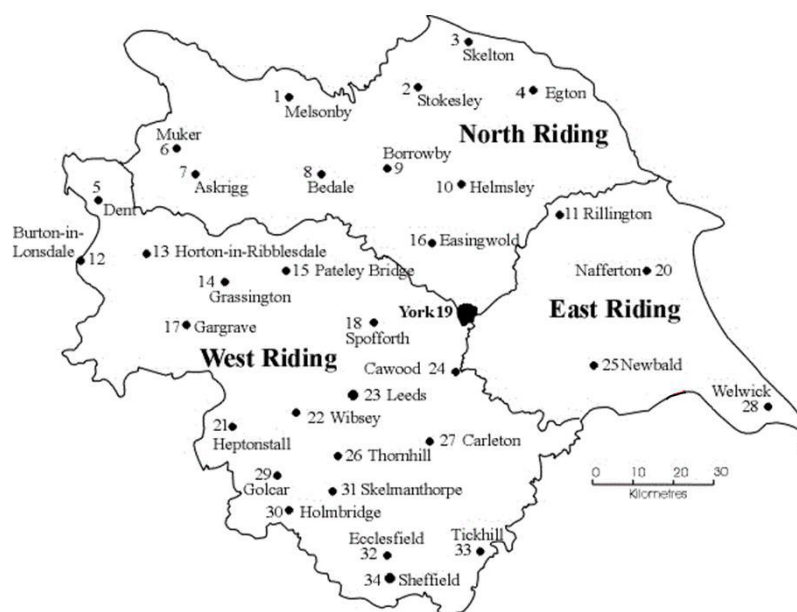 3
Skelton
2
Stokesley
4 Egton
1
Melsonby
North Riding
Muker
6
Borrowby
9
7
Askrigg
8
Bedale
10 Helmsley
5
Dent
11 Rillington
Burton-in-
Lonsdale
12
13 Horton-in-Ribblesdale
16
Easingwold
15 Pateley Bridge
14
Grassington
Nafferton 20
York 19
East Riding
17 Gargrave
18
Spofforth
West Riding
Cawood 24
25 Newbald
23 Leeds
Welwick
28
22 Wibsey
21
Heptonstall
27 Carleton
26 Thornhill
29
Golcar
31 Skelmanthorpe
30 Holmbridge
0 10 20 30
Kilometres
Ecclesfield
32
Tickhill
33
34 Sheffield